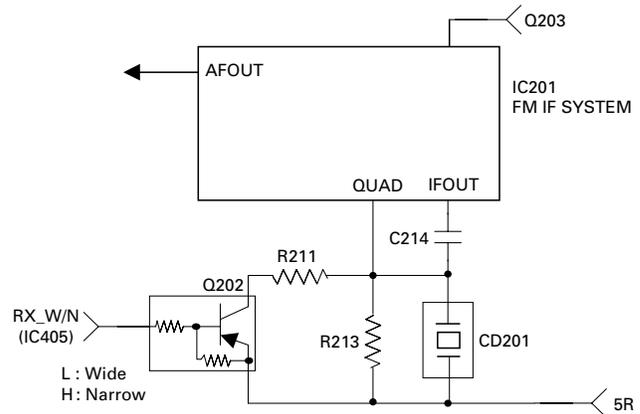 Q203
AFOUT
IC201
FM IF SYSTEM
QUAD
IFOUT
C214
R211
Q202
RX_W/N
(IC405)
R213
CD201
L : Wide
H : Narrow
5R